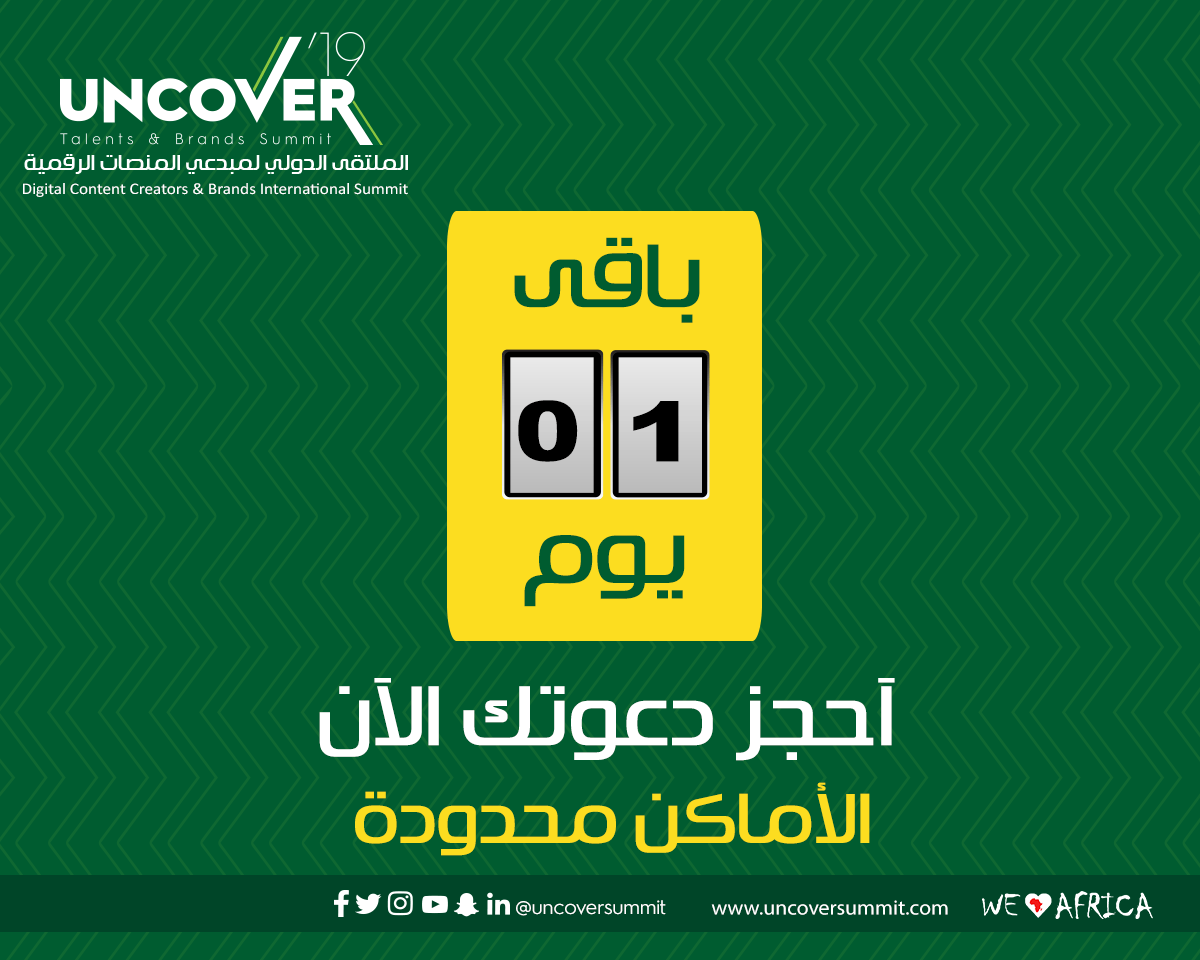 UNCOVER '19
Talents & Brands Summit
الملتقى الدولي لمبدعي المنصات الرقمية
Digital Content Creators & Brands International Summit
باقى
01
يوم
آحجز دعوتك الآن
الأماكن محدودة
@uncoversummit www.uncoversummit.com WE AFRICA